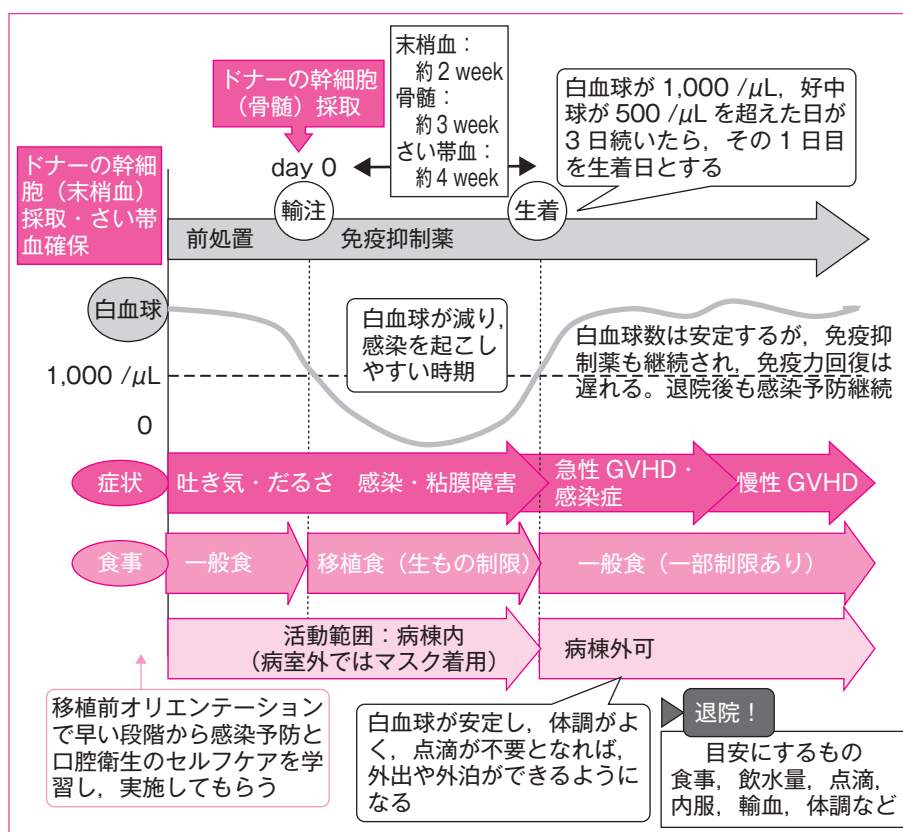 ドナーの幹細胞
（骨髄）採取
末梢血：
約2 week
骨髄：
約3 week
さい帯血：
約4 week
白血球が 1,000 /μL，好中
球が 500 /μL を超えた日が
3 日続いたら，その 1 日目
を生着日とする
ドナーの幹細
胞（末梢血）
採取・さい帯
血確保
day 0
輸注
生着
前処置　免疫抑制薬
白血球
1,000 /μL
0
白血球が減り，
感染を起こし
やすい時期
白血球数は安定するが，免疫抑
制薬も継続され，免疫力回復は
遅れる。退院後も感染予防継続
症状
吐き気・だるさ　感染・粘膜障害
急性 GVHD・
感染症
慢性 GVHD
食事
一般食
移植食（生もの制限）
一般食（一部制限あり）
活動範囲：病棟内
（病室外ではマスク着用）
病棟外可
移植前オリエンテーション
で早い段階から感染予防と
口腔衛生のセルフケアを学
習し，実施してもらう
白血球が安定し，体調がよ
く，点滴が不要となれば，
外出や外泊ができるように
なる
退院！
目安にするもの
食事，飲水量，点滴，
内服，輸血，体調など